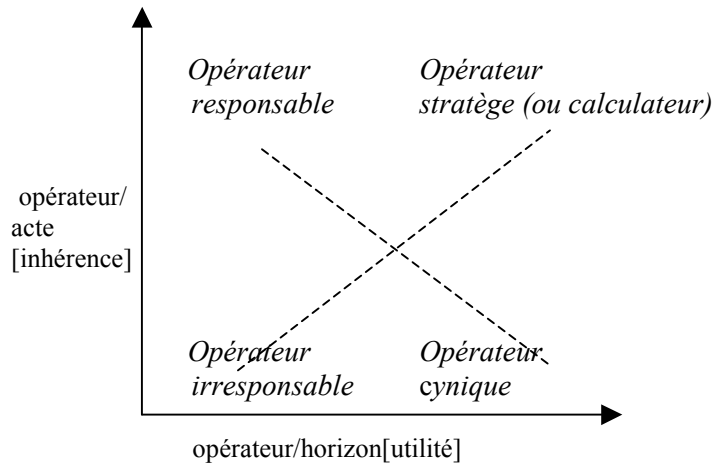 Opérateur
responsable
Opérateur
stratège (ou calculateur)
opérateur/
acte
[inhérence]
Opérateur
irresponsable
Opérateur
cynique
opérateur/horizon[utilité]